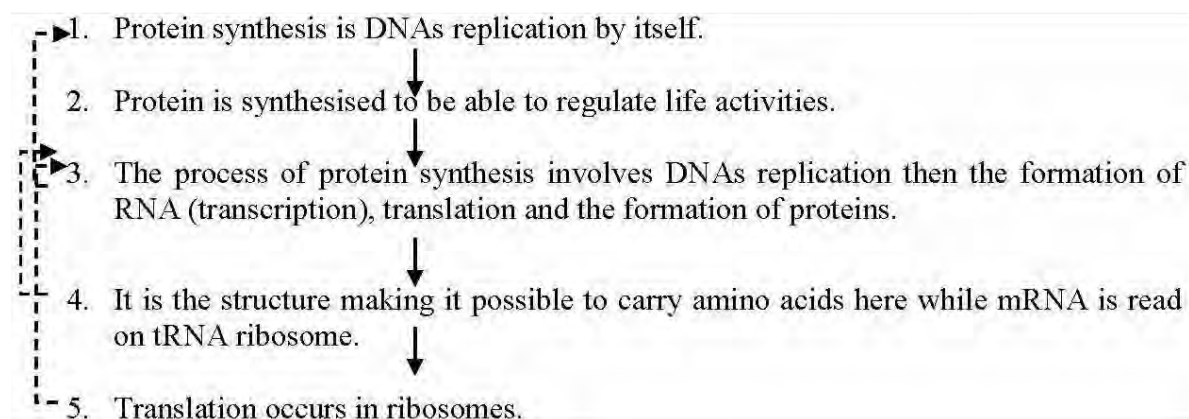 1. Protein synthesis is DNAs replication by itself.
2. Protein is synthesised to be able to regulate life activities.
3. The process of protein synthesis involves DNAs replication then the formation of
RNA (transcription), translation and the formation of proteins.
4. It is the structure making it possible to carry amino acids here while mRNA is read
on tRNA ribosome.
5. Translation occurs in ribosomes.